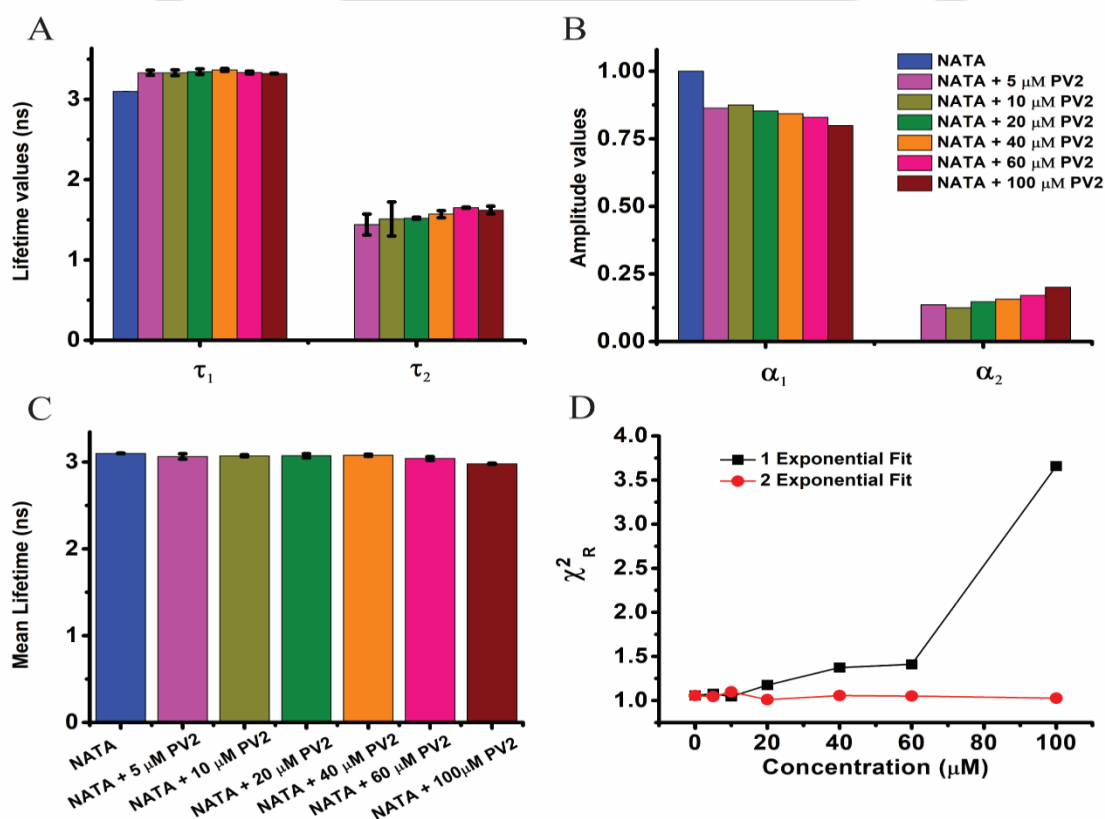 A
Lifetime values (ns)
3
2
1
0
τ1
τ2
B
Amplitude values
1.00
0.75
0.50
0.25
0.00
α1
α2
NATA
NATA + 5 μM PV2
NATA + 10 μM PV2
NATA + 20 μM PV2
NATA + 40 μM PV2
NATA + 60 μM PV2
NATA + 100 μM PV2
C
Mean Lifetime (ns)
3
2
1
0
NATA
NATA + 5 μM PV2
NATA + 10 μM PV2
NATA + 20 μM PV2
NATA + 40 μM PV2
NATA + 60 μM PV2
NATA + 100μM PV2
D
χ2R
4.0
3.5
3.0
2.5
2.0
1.5
1.0
1 Exponential Fit
2 Exponential Fit
0
20
40
60
80
100
Concentration (μM)